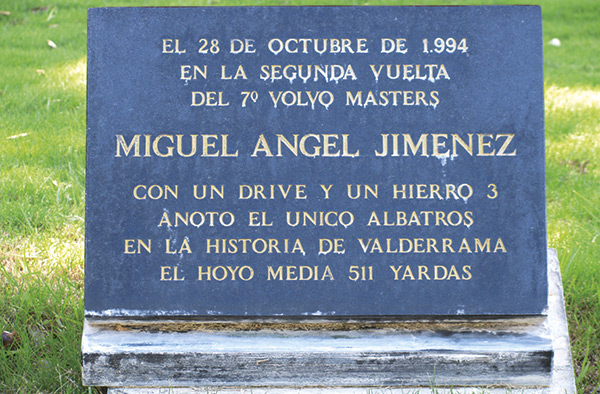 EL 28 DE OCTUBRE DE 1.994
EN LA SEGUNDA VUELTA
DEL 7º VOLVO MASTERS
MIGUEL ANGEL JIMENEZ
CON UN DRIVE Y UN HIERRO 3
ANOTO EL UNICO ALBATROS
EN LA HISTORIA DE VALDERRAMA
EL HOYO MEDIA 511 YARDAS